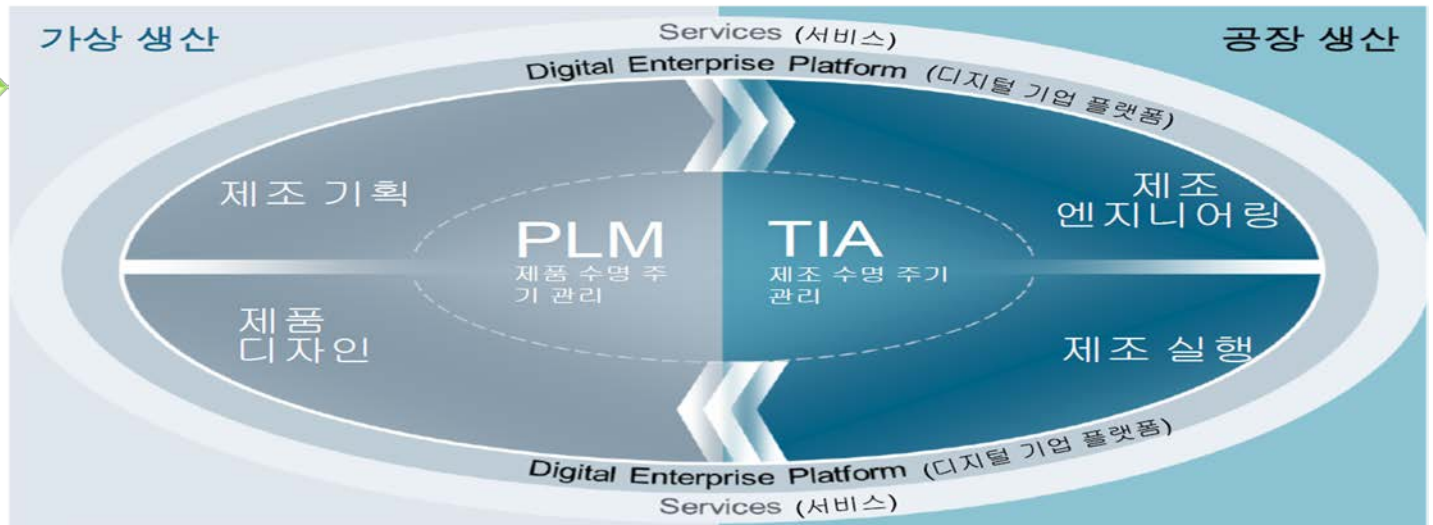 가상 생산
Services (서비스)
공장 생산
Digital Enterprise Platform (디지털 기업 플랫폼)
제조 기획
제조
엔지니어링
PLM
제품 수명 주
기 관리
TIA
제조 수명 주기
관리
제품
디자인
제조 실행
Digital Enterprise Platform (디지털 기업 플랫폼)
Services (서비스)